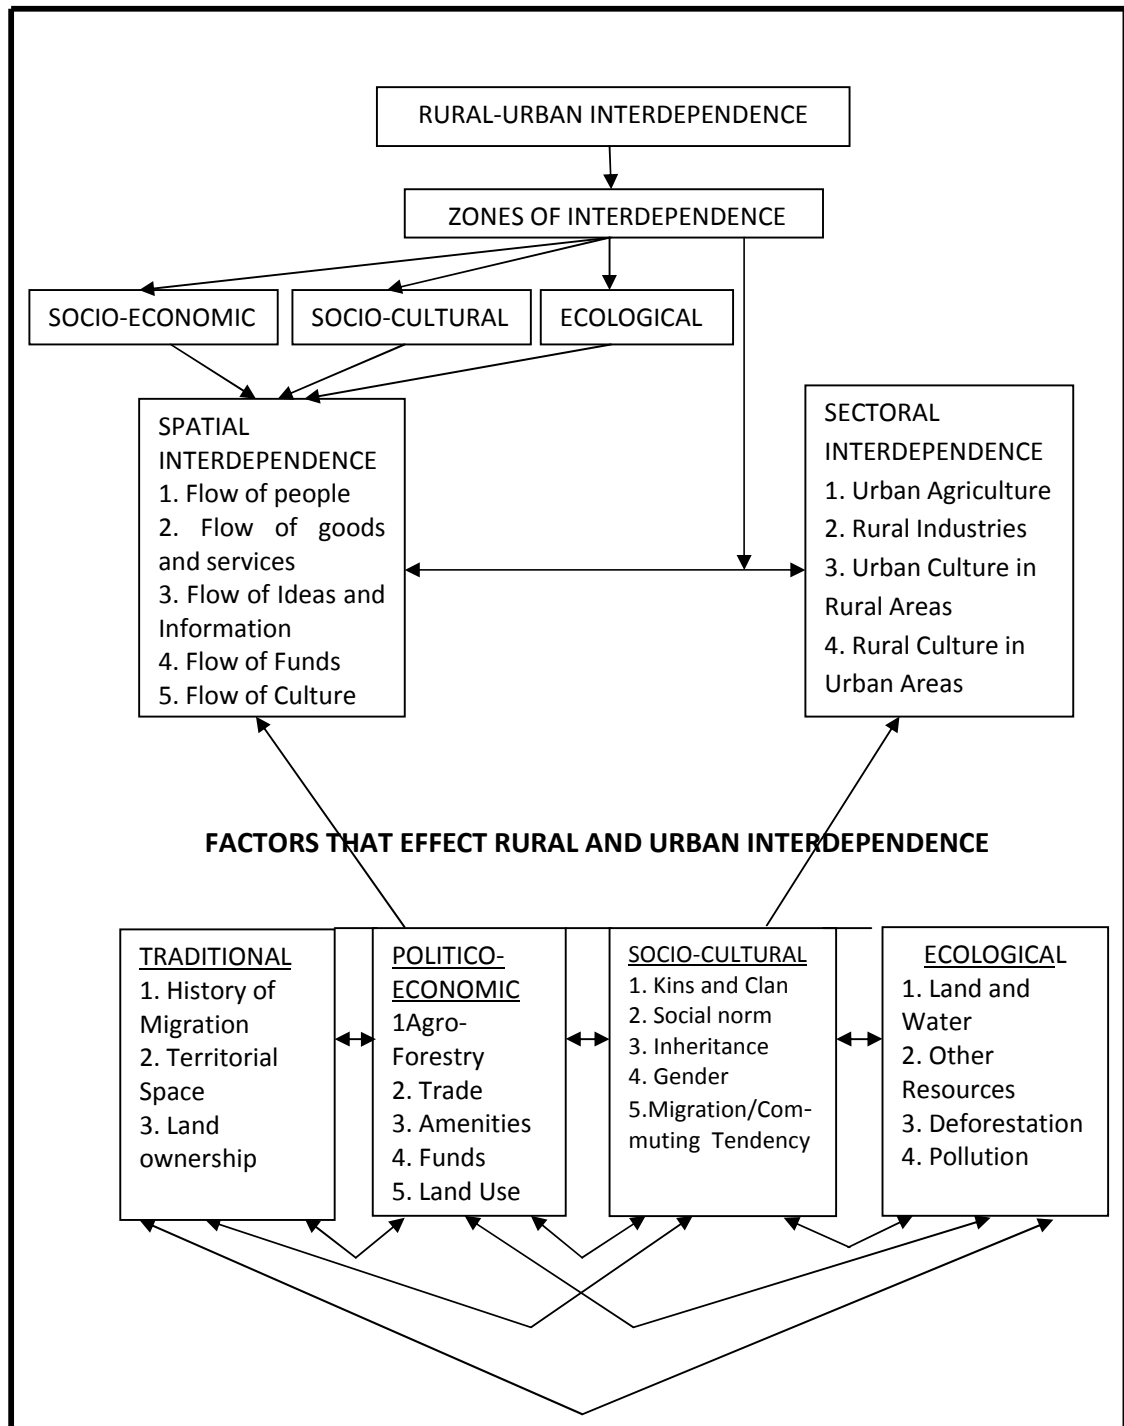 RURAL-URBAN INTERDEPENDENCE
ZONES OF INTERDEPENDENCE
SOCIO-ECONOMIC
SOCIO-CULTURAL
ECOLOGICAL
SPATIAL
INTERDEPENDENCE
1. Flow of people
2. Flow of goods
and services
3. Flow of Ideas and
Information
4. Flow of Funds
5. Flow of Culture
SECTORAL
INTERDEPENDENCE
1. Urban Agriculture
2. Rural Industries
3. Urban Culture in
Rural Areas
4. Rural Culture in
Urban Areas
FACTORS THAT EFFECT RURAL AND URBAN INTERDEPENDENCE
TRADITIONAL
1. History of
Migration
2. Territorial
Space
3. Land
ownership
POLITICO-
ECONOMIC
1Agro-
Forestry
2. Trade
3. Amenities
4. Funds
5. Land Use
SOCIO-CULTURAL
1. Kins and Clan
2. Social norm
3. Inheritance
4. Gender
5.Migration/Com-
muting Tendency
ECOLOGICAL
1. Land and
Water
2. Other
Resources
3. Deforestation
4. Pollution